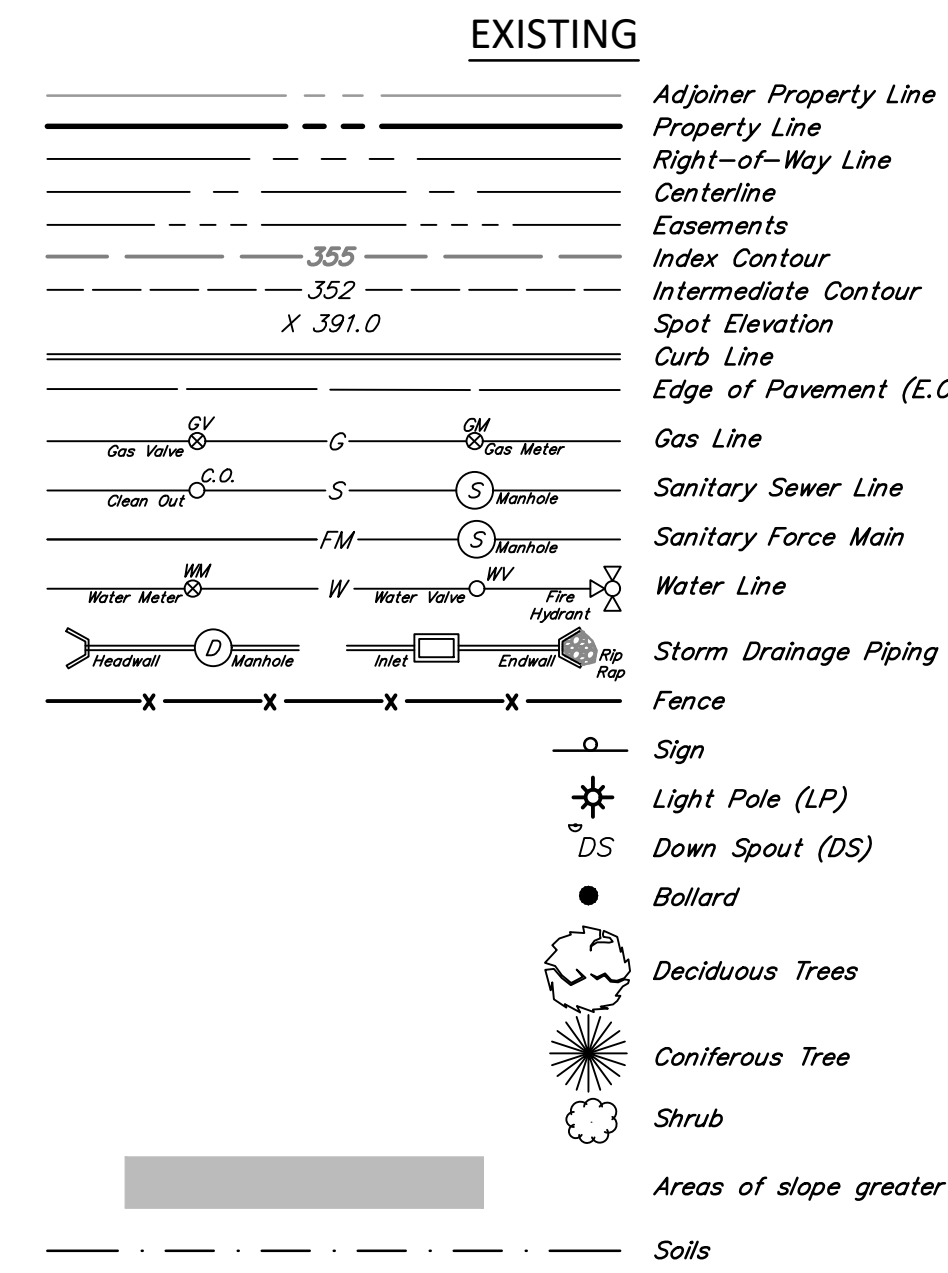 EXISTING
Adjoiner Property Line
Property Line
Right-of-Way Line
Centerline
Easements
355 Index Contour
352 Intermediate Contour
X 391.0 Spot Elevation
Curb Line
Edge of Pavement (E.
GV GM
Gas Valve G Gas Meter Gas Line
C.O.
Clean Out S S Manhole Sanitary Sewer Line
FM S Manhole Sanitary Force Main
WM WV
Water Meter W Water Valve Fire Hydrant Water Line
Headwall D Manhole Inlet Endwall Rip Rap Storm Drainage Piping
X X X X Fence
Sign
Light Pole (LP)
DS Down Spout (DS)
Bollard
Deciduous Trees
Coniferous Tree
Shrub
Areas of slope greater
Soils